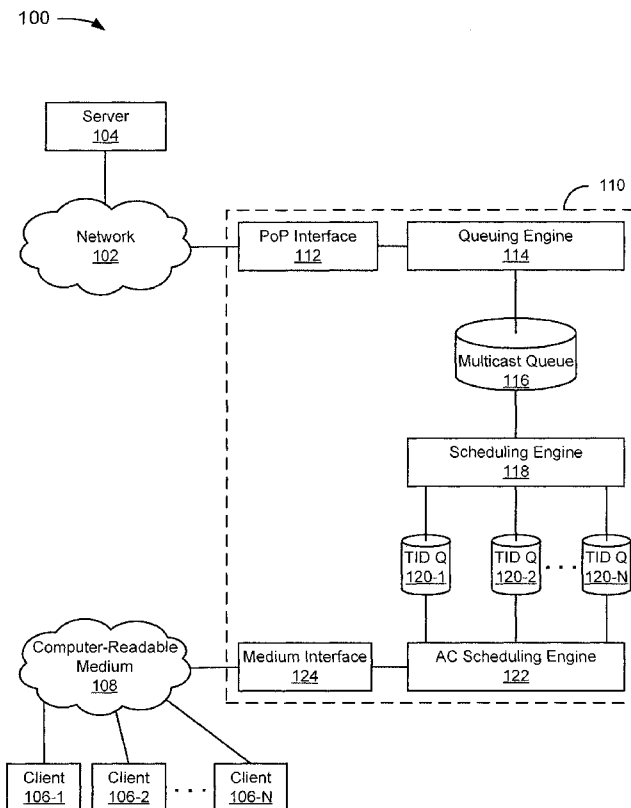 100
Server
104
110
Network
102
PoP Interface
112
Queuing Engine
114
Multicast Queue
116
Scheduling Engine
118
TID Q
120-1
TID Q
120-2
. . .
TID Q
120-N
Computer-Readable
Medium
108
Medium Interface
124
AC Scheduling Engine
122
Client
106-1
Client
106-2
. . .
Client
106-N